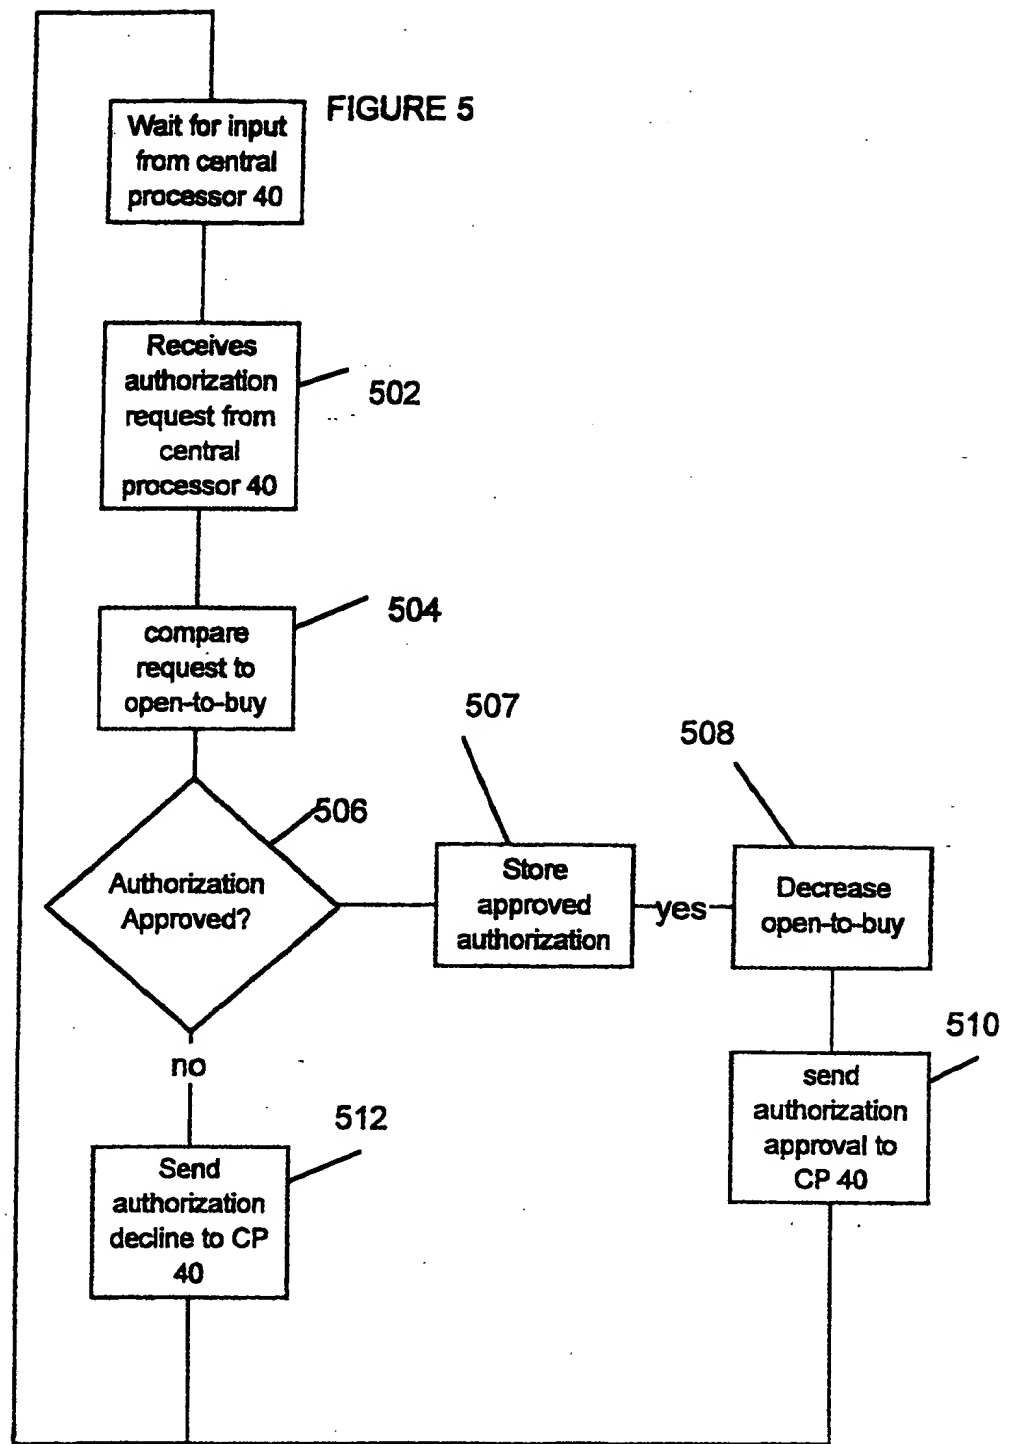 FIGURE 5
Wait for input
from central
processor 40
Receives
authorization
request from
central
processor 40
502
compare
request to
open-to-buy
504
Authorization
Approved?
506
507
Store
approved
authorization
yes
508
Decrease
open-to-buy
510
send
authorization
approval to
CP 40
no
512
Send
authorization
decline to CP
40